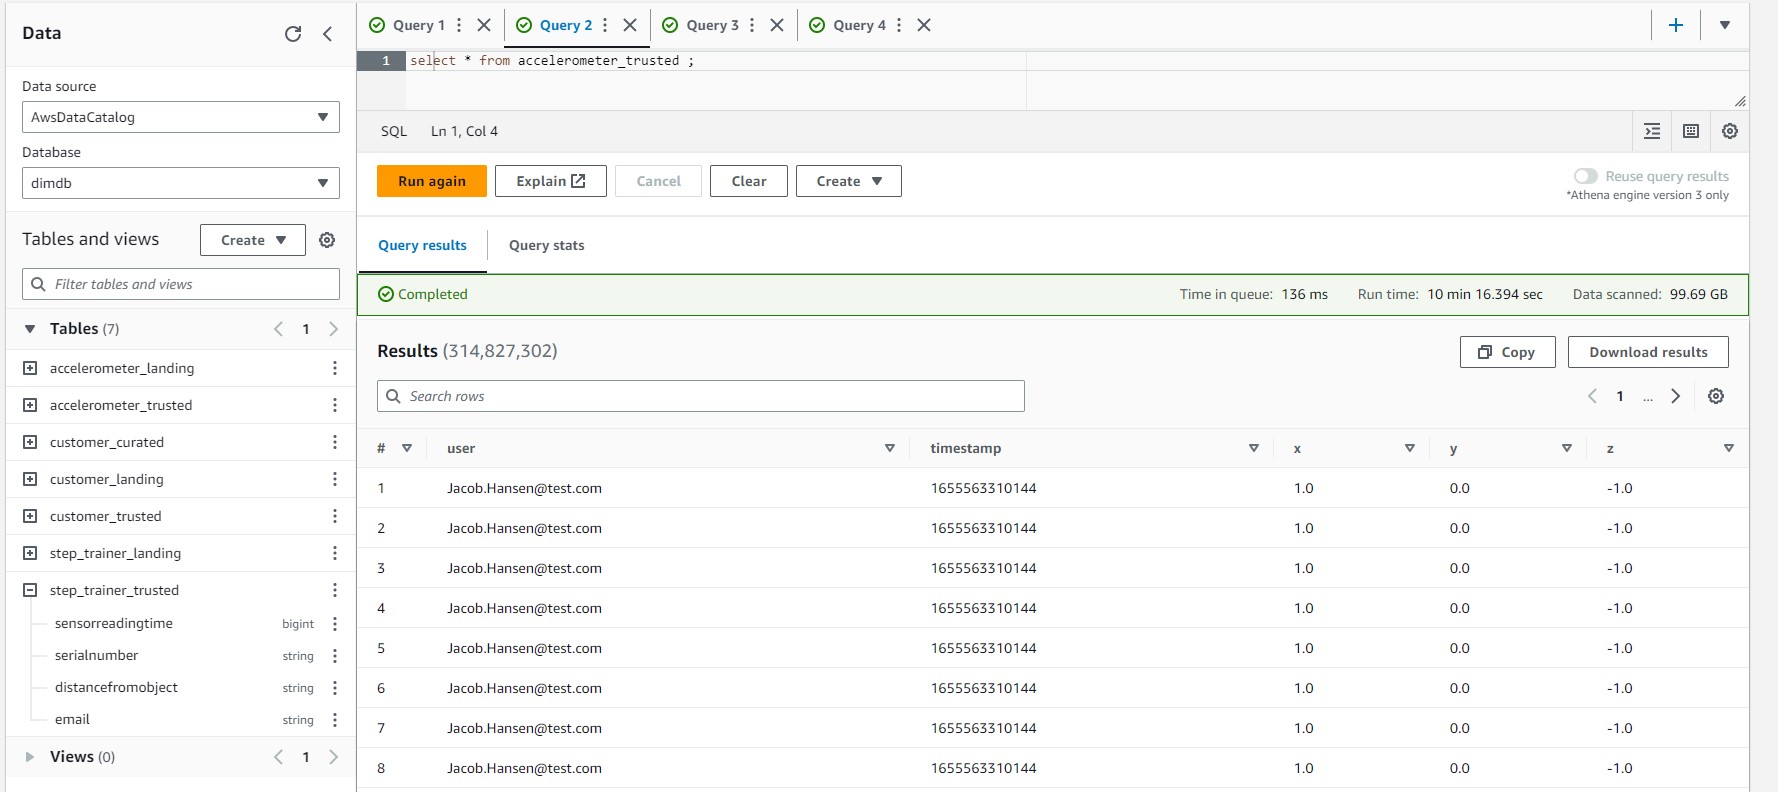 Data
Data source
AwsDataCatalog
Database
dimdb
Tables and views
Create
Filter tables and views
Tables (7)
1
accelerometer_landing
accelerometer_trusted
customer_curated
customer_landing
customer_trusted
step_trainer_landing
step_trainer_trusted
sensorreadingtime bigint
serialnumber string
distancefromobject string
email string
Views (0)
1
Query 1
Query 2
Query 3
Query 4
1 select * from accelerometer_trusted ;
SQL Ln 1, Col 4
Run again
Explain
Cancel
Clear
Create
Reuse query results
*Athena engine version 3 only
Query results
Query stats
Completed
Time in queue: 136 ms
Run time: 10 min 16.394 sec
Data scanned: 99.69 GB
Results (314,827,302)
Copy
Download results
Search rows
1 ...
# user timestamp x y z
1 Jacob.Hansen@test.com 1655563310144 1.0 0.0 -1.0
2 Jacob.Hansen@test.com 1655563310144 1.0 0.0 -1.0
3 Jacob.Hansen@test.com 1655563310144 1.0 0.0 -1.0
4 Jacob.Hansen@test.com 1655563310144 1.0 0.0 -1.0
5 Jacob.Hansen@test.com 1655563310144 1.0 0.0 -1.0
6 Jacob.Hansen@test.com 1655563310144 1.0 0.0 -1.0
7 Jacob.Hansen@test.com 1655563310144 1.0 0.0 -1.0
8 Jacob.Hansen@test.com 1655563310144 1.0 0.0 -1.0